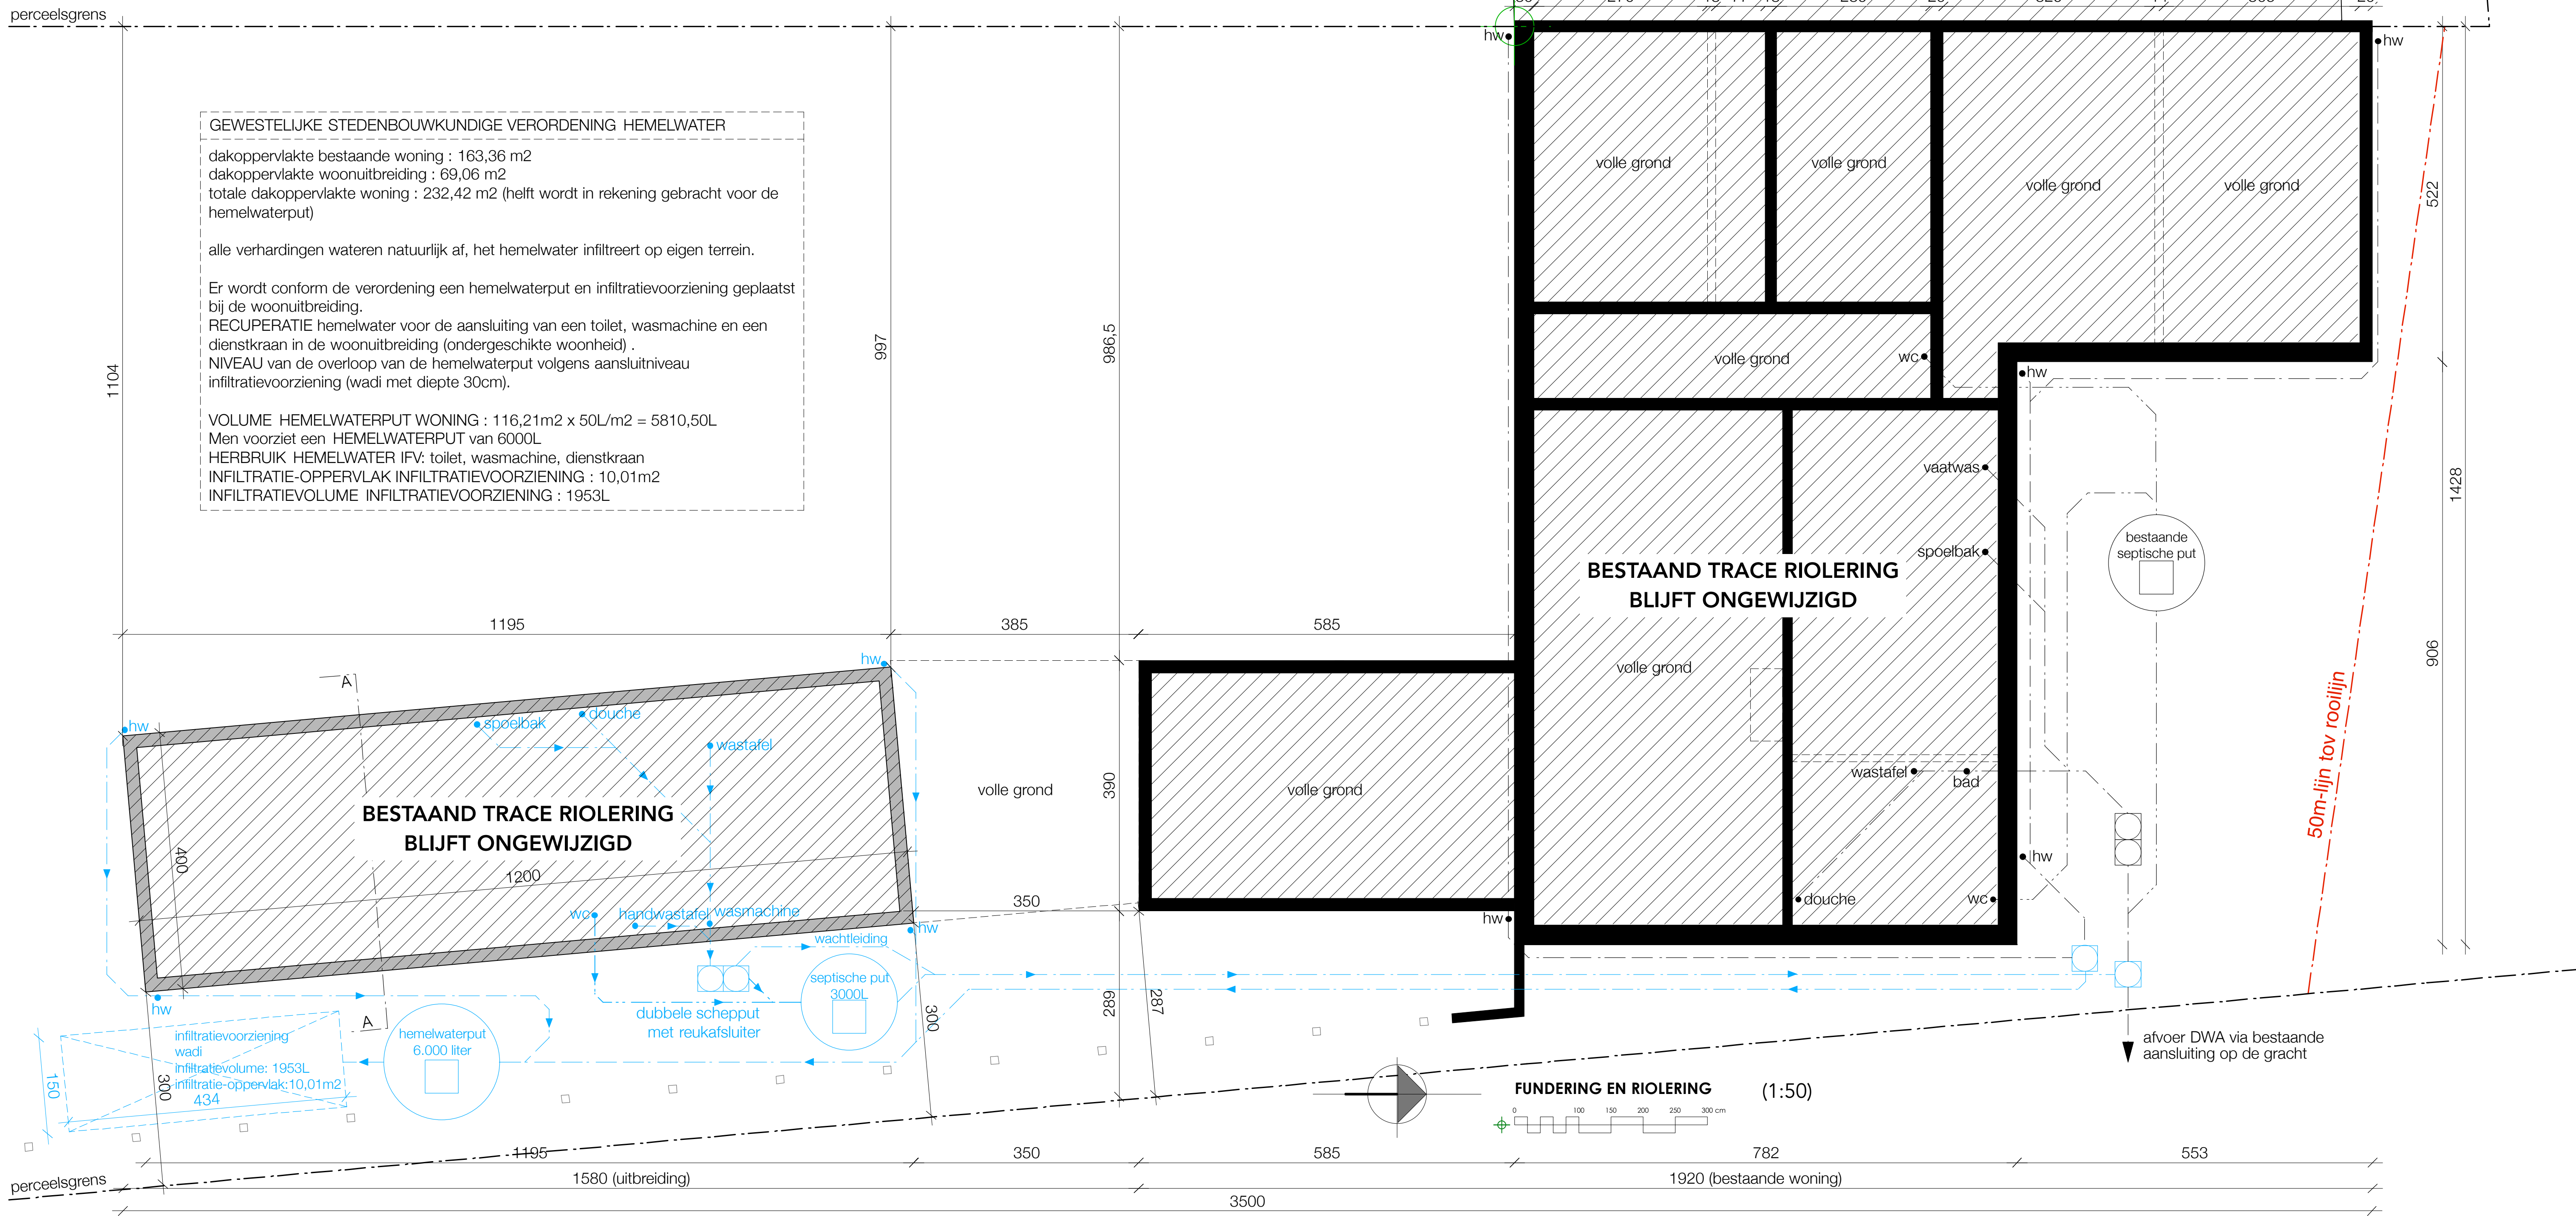 perceelsgrens
GEWESTELIJKE STEDENBOUWKUNDIGE VERORDENING HEMELWATER
dakoppervlakte bestaande woning : 163,36 m2
dakoppervlakte woonuitbreiding : 69,06 m2
totale dakoppervlakte woning : 232,42 m2 (helft wordt in rekening gebracht voor de
hemelwaterput)
alle verhardingen wateren natuurlijk af, het hemelwater infiltreert op eigen terrein.
Er wordt conform de verordening een hemelwaterput en infiltratievoorziening geplaatst
bij de woonuitbreiding.
RECUPERATIE hemelwater voor de aansluiting van een toilet, wasmachine en een
dienstkraan in de woonuitbreiding (ondergeschikte woonheid) .
NIVEAU van de overloop van de hemelwaterput volgens aansluitniveau
infiltratievoorziening (wadi met diepte 30cm).
VOLUME HEMELWATERPUT WONING : 116,21m2 x 50L/m2 = 5810,50L
Men voorziet een HEMELWATERPUT van 6000L
HERBRUIK HEMELWATER IFV: toilet, wasmachine, dienstkraan
INFILTRATIE-OPPERVLAK INFILTRATIEVOORZIENING : 10,01m2
INFILTRATIEVOLUME INFILTRATIEVOORZIENING : 1953L
1104
997
986,5
hw
hw
volle grond
volle grond
volle grond
volle grond
522
volle grond
wc
hw
vaatwas
1428
spoelbak
bestaande
septische put
BESTAAND TRACE RIOLERING
BLIJFT ONGEWIJZIGD
1195
385
585
906
volle grond
50m-lijn tov rooilijn
hw
A
hw
spoelbak
douche
wastafel
volle grond
390
volle grond
wastafel
bad
BESTAAND TRACE RIOLERING
BLIJFT ONGEWIJZIGD
400
1200
hw
douche
wc
350
wc
handwastafel
wasmachine
hw
hw
wachtleiding
septische put
3000L
289
287
300
hw
A
dubbele schepput
met reukafsluiter
hemelwaterput
6.000 liter
infiltratievoorziening
wadi
infiltratievolume: 1953L
infiltratie-oppervlak:10,01m2
434
150
300
afvoer DWA via bestaande
aansluiting op de gracht
FUNDERING EN RIOLERING (1:50)
0 100 150 200 250 300 cm
1195
350
585
782
553
perceelsgrens
1580 (uitbreiding)
1920 (bestaande woning)
3500